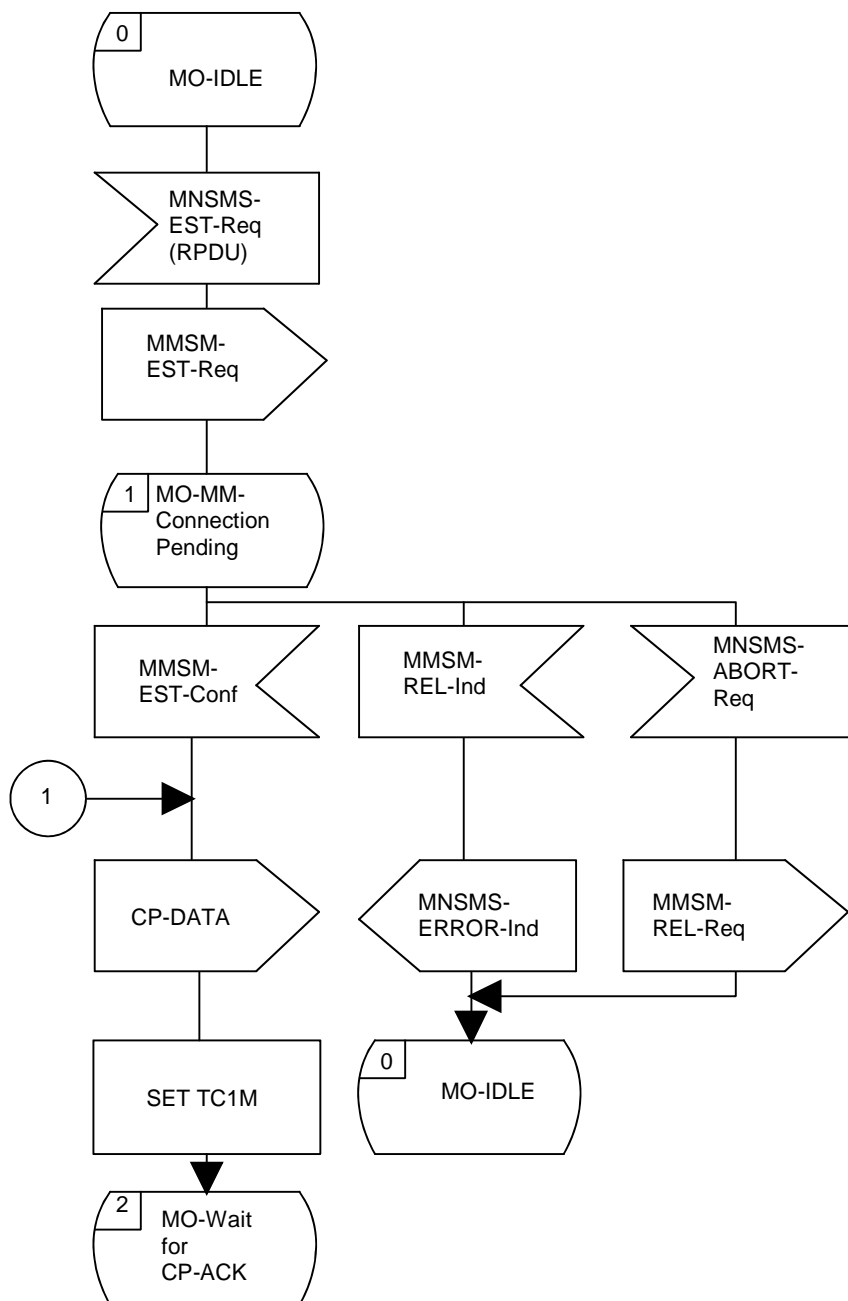 0
MO-IDLE
MNSMS-
EST-Req
(RPDU)
MMSM-
EST-Req
1
MO-MM-
Connection
Pending
MMSM-
EST-Conf
MMSM-
REL-Ind
MNSMS-
ABORT-
Req
1
CP-DATA
MNSMS-
ERROR-Ind
MMSM-
REL-Req
SET TC1M
0
MO-IDLE
2
MO-Wait
for
CP-ACK